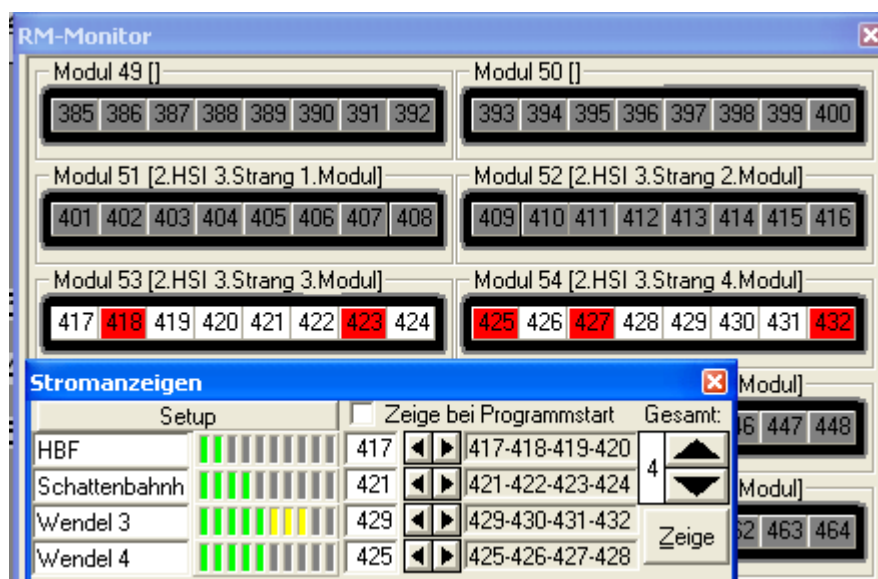 RM-Monitor
Modul 49 [] Modul 50 []
385 386 387 388 389 390 391 392 393 394 395 396 397 398 399 400
Modul 51 [2.HSI 3.Strang 1.Modul] Modul 52 [2.HSI 3.Strang 2.Modul]
401 402 403 404 405 406 407 408 409 410 411 412 413 414 415 416
Modul 53 [2.HSI 3.Strang 3.Modul] Modul 54 [2.HSI 3.Strang 4.Modul]
417 418 419 420 421 422 423 424 425 426 427 428 429 430 431 432
Stromanzeigen Modul]
Setup Zeige bei Programmstart Gesamt: 447 448
HBF 417 417-418-419-420 4
Schattenbahnh 421 421-422-423-424 Modul]
Wendel 3 429 429-430-431-432 Zeige 463 464
Wendel 4 425 425-426-427-428